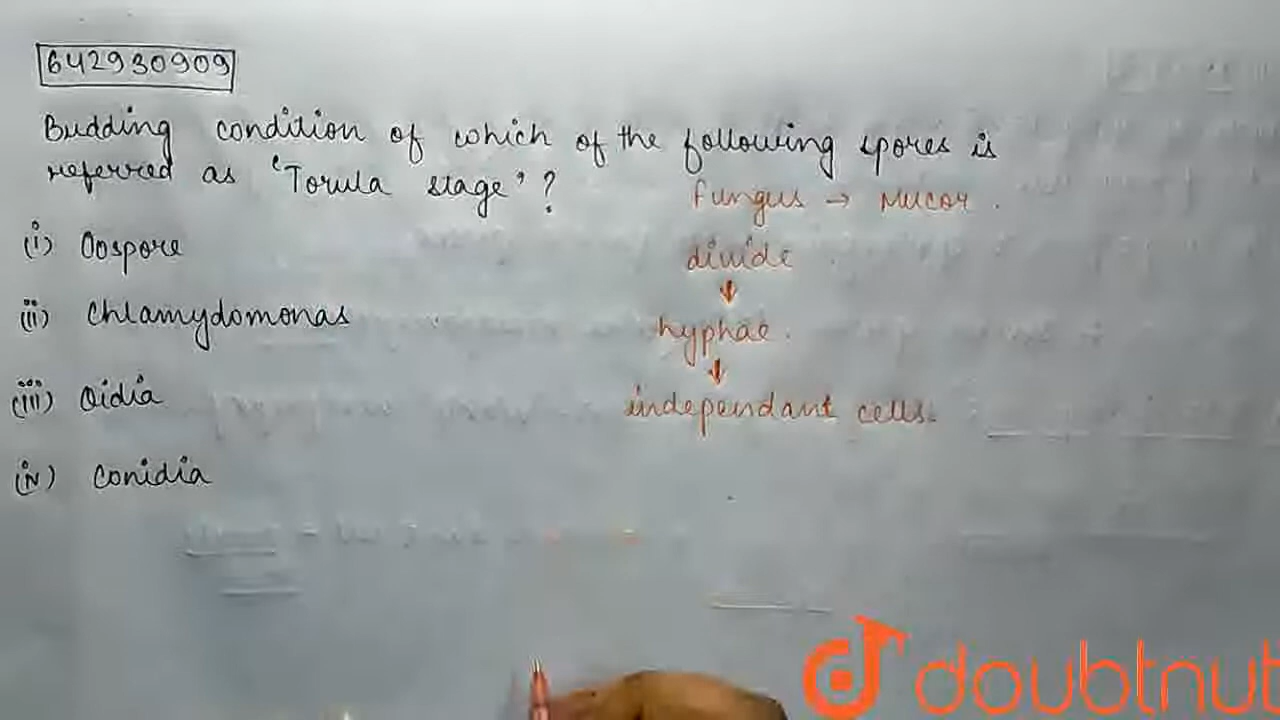 642930909
Budding condition of which of the following spores is
referred as 'Torula stage' ?
Fungus → Mucor.
(i) Oospore
divide
↓
(ii) Chlamydomonas
hyphae.
↓
(iii) Oidia
independant cells.
(iv) Conidia
doubtnut